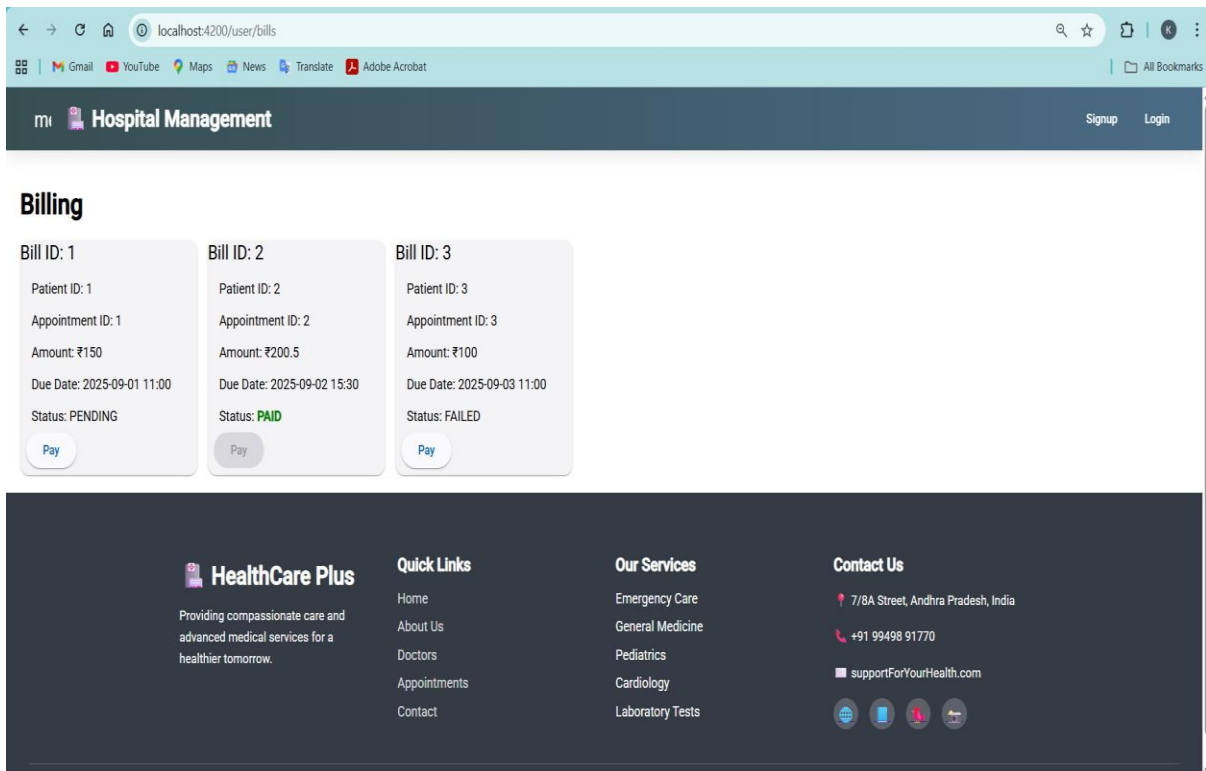 localhost:4200/user/bills
K
Gmail YouTube Maps News Translate Adobe Acrobat All Bookmarks
Hospital Management Signup Login
Billing
Bill ID: 1
Patient ID: 1
Appointment ID: 1
Amount: ₹150
Due Date: 2025-09-01 11:00
Status: PENDING
Pay
Bill ID: 2
Patient ID: 2
Appointment ID: 2
Amount: ₹200.5
Due Date: 2025-09-02 15:30
Status: PAID
Pay
Bill ID: 3
Patient ID: 3
Appointment ID: 3
Amount: ₹100
Due Date: 2025-09-03 11:00
Status: FAILED
Pay
HealthCare Plus
Providing compassionate care and
advanced medical services for a
healthier tomorrow.
Quick Links
Home
About Us
Doctors
Appointments
Contact
Our Services
Emergency Care
General Medicine
Pediatrics
Cardiology
Laboratory Tests
Contact Us
7/8A Street, Andhra Pradesh, India
+91 99498 91770
supportForYourHealth.com